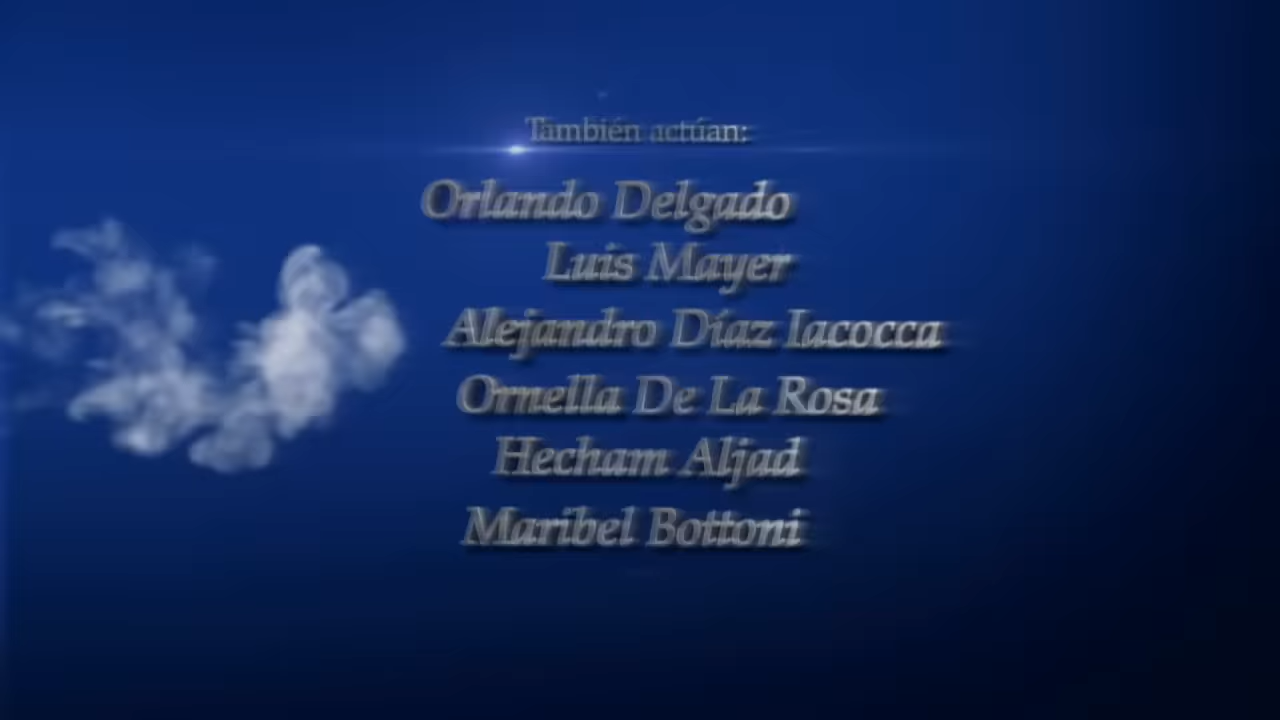 También actúan:
Orlando Delgado
Luis Mayer
Alejandro Díaz Iacocca
Ornella De La Rosa
Hecham Aljad
Maribel Bottoni